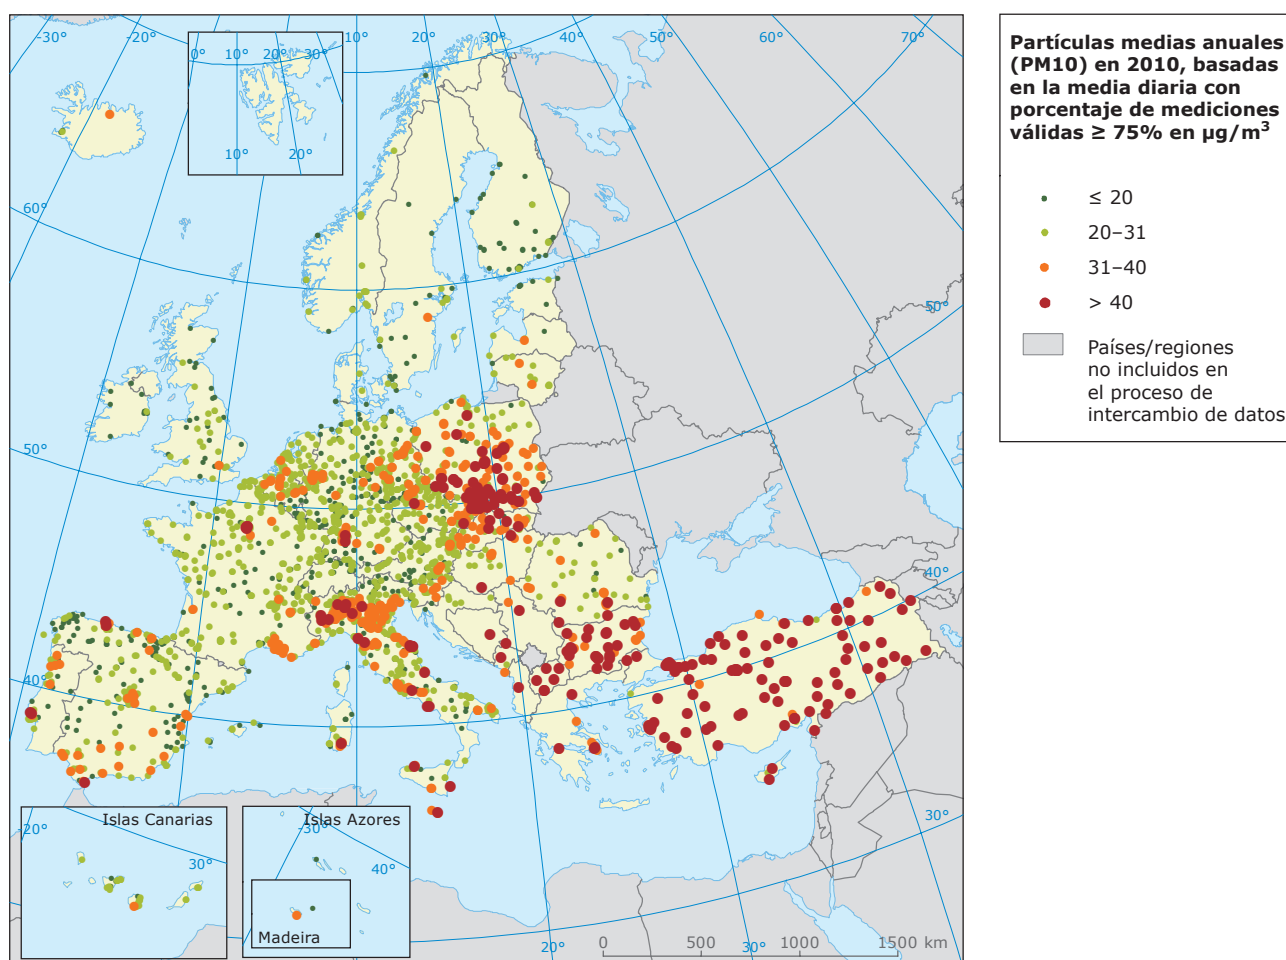 -30°
-20°
10°
20°
30°
40°
50°
60°
70°
0°
10°
20°
30°
10°
20°
60°
50°
50°
40°
40°
30°
Islas Canarias
-20°
30°
Islas Azores
-30°
40°
Madeira
20°
30°
0
500
1000
1500 km
Partículas medias anuales
(PM10) en 2010, basadas
en la media diaria con
porcentaje de mediciones
válidas ≥ 75% en µg/m³
≤ 20
20–31
31–40
> 40
Países/regiones
no incluidos en
el proceso de
intercambio de datos